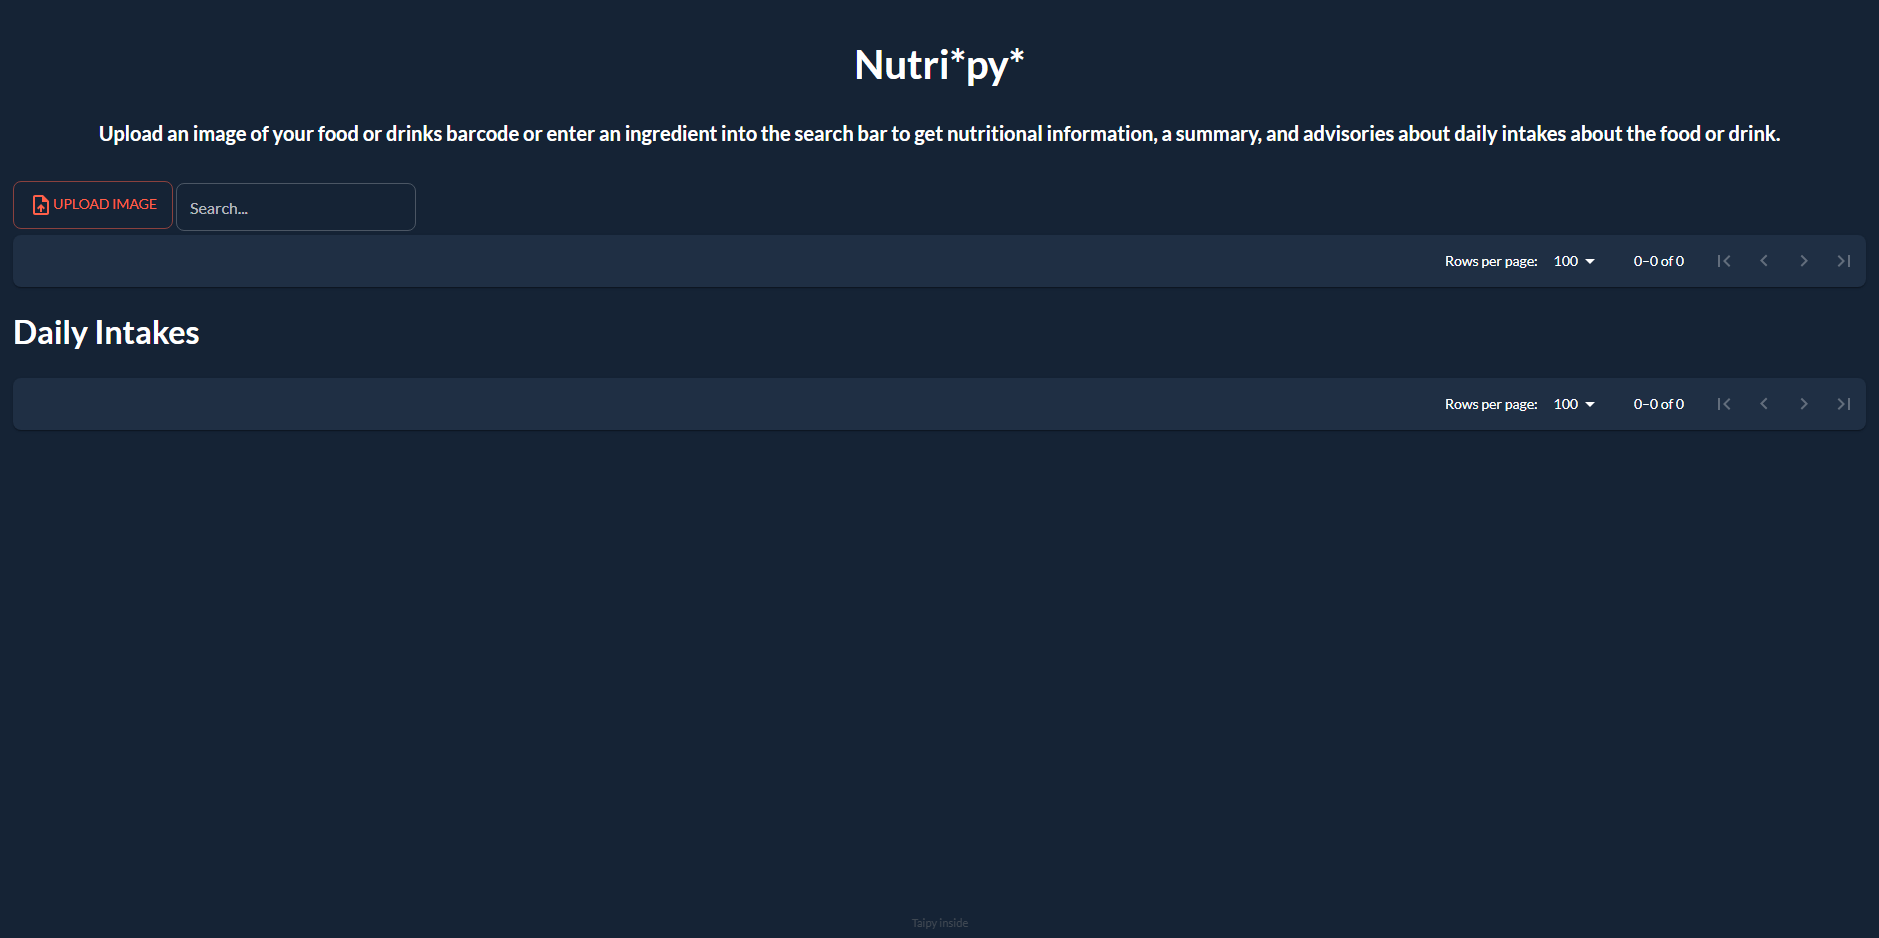 Nutri*py*
Upload an image of your food or drinks barcode or enter an ingredient into the search bar to get nutritional information, a summary, and advisories about daily intakes about the food or drink.
UPLOAD IMAGE
Search...
Rows per page: 100 0–0 of 0
Daily Intakes
Rows per page: 100 0–0 of 0
Taipy inside